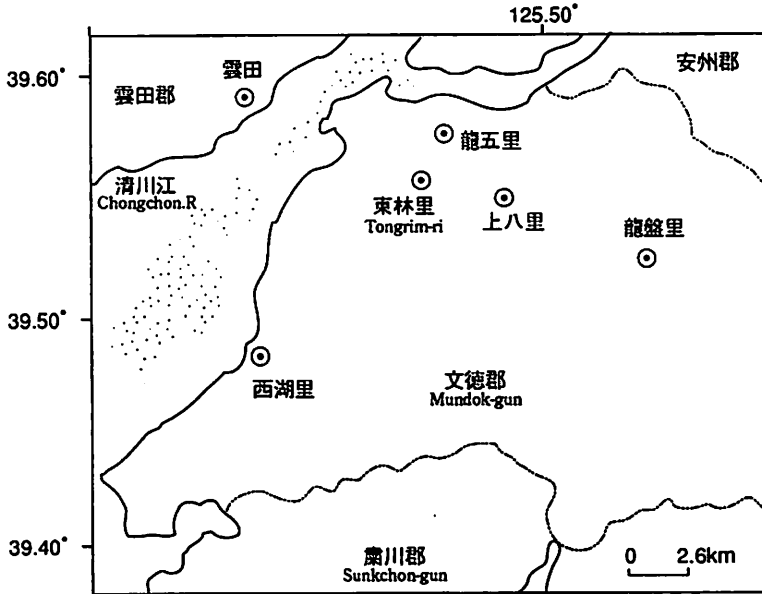 125.50°
39.60°
雲田郡
雲田
安州郡
龍五里
清川江
Chongchon.R
束林里
Tongrim-ri
上八里
龍盤里
39.50°
西湖里
文徳郡
Mundok-gun
39.40°
粛川郡
Sunkchon-gun
0 2.6km